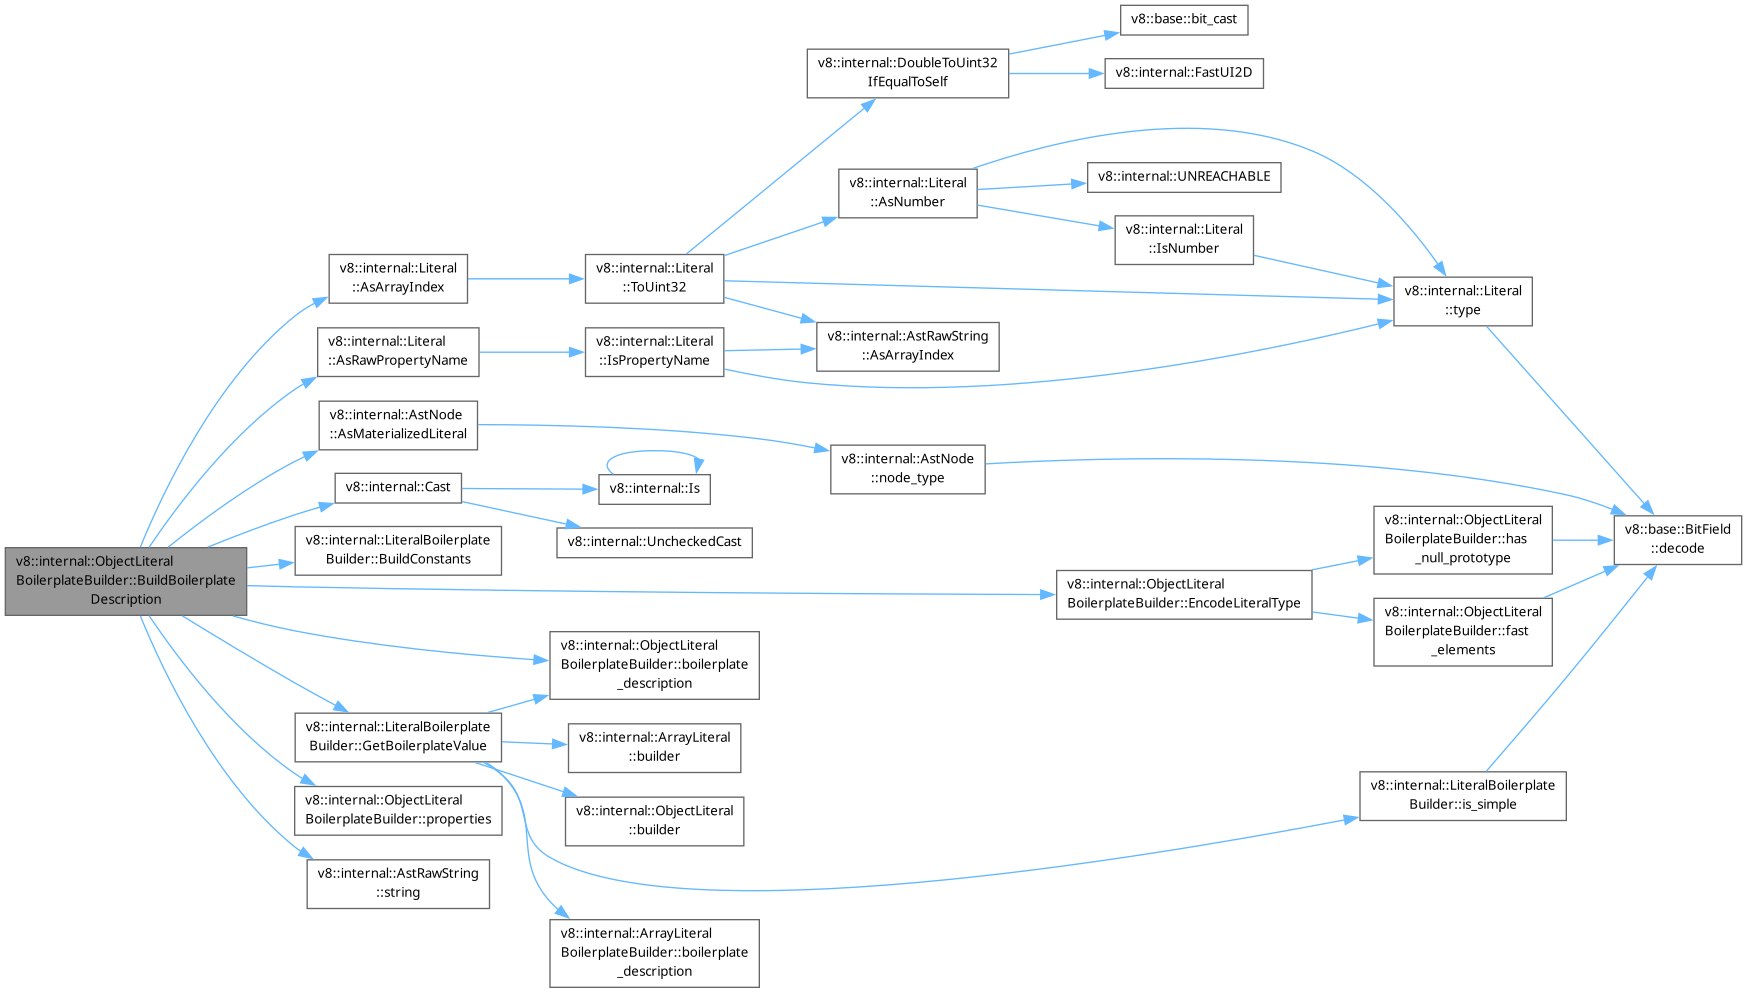 v8::base::bit_cast
v8::internal::DoubleToUint32
IfEqualToSelf
v8::internal::FastUI2D
v8::internal::Literal
::AsNumber
v8::internal::UNREACHABLE
v8::internal::Literal
::IsNumber
v8::internal::Literal
::AsArrayIndex
v8::internal::Literal
::ToUint32
v8::internal::Literal
::type
v8::internal::Literal
::AsRawPropertyName
v8::internal::Literal
::IsPropertyName
v8::internal::AstRawString
::AsArrayIndex
v8::internal::AstNode
::AsMaterializedLiteral
v8::internal::AstNode
::node_type
v8::internal::Cast
v8::internal::Is
v8::internal::UncheckedCast
v8::internal::ObjectLiteral
BoilerplateBuilder::has
_null_prototype
v8::base::BitField
::decode
v8::internal::LiteralBoilerplate
Builder::BuildConstants
v8::internal::ObjectLiteral
BoilerplateBuilder::BuildBoilerplate
Description
v8::internal::ObjectLiteral
BoilerplateBuilder::EncodeLiteralType
v8::internal::ObjectLiteral
BoilerplateBuilder::fast
_elements
v8::internal::ObjectLiteral
BoilerplateBuilder::boilerplate
_description
v8::internal::LiteralBoilerplate
Builder::GetBoilerplateValue
v8::internal::ArrayLiteral
::builder
v8::internal::ObjectLiteral
BoilerplateBuilder::properties
v8::internal::ObjectLiteral
::builder
v8::internal::LiteralBoilerplate
Builder::is_simple
v8::internal::AstRawString
::string
v8::internal::ArrayLiteral
BoilerplateBuilder::boilerplate
_description